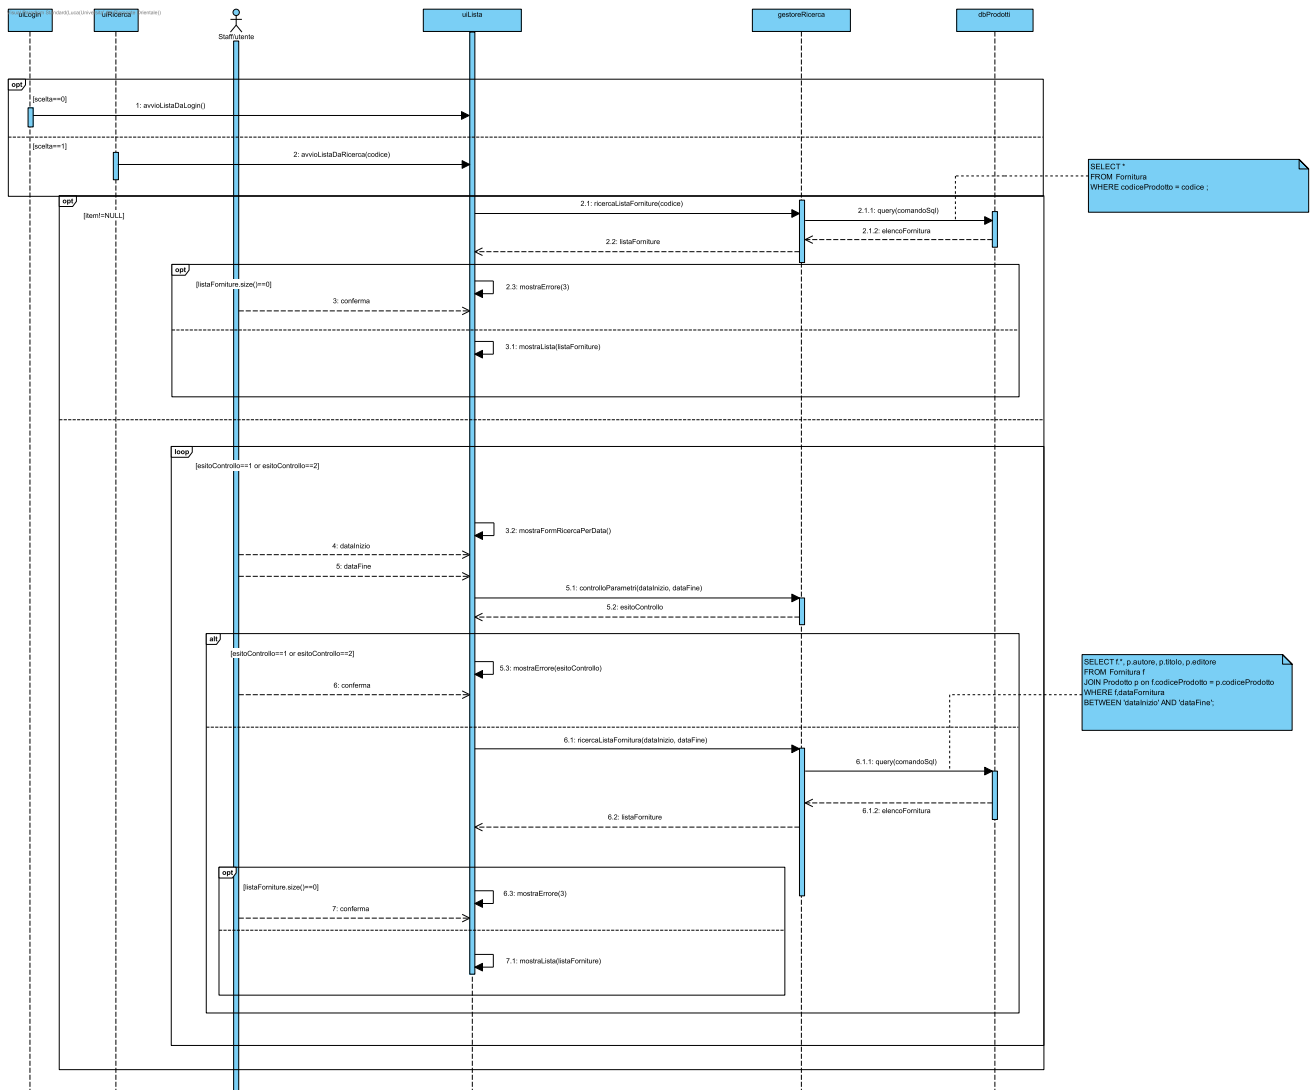 uiLogin
uiRicerca
Staff/utente
uiLista
gestoreRicerca
dbProdotti
opt
[scelta==0]
1: avvioListaDaLogin()
[scelta==1]
2: avvioListaDaRicerca(codice)
SELECT *
FROM Fornitura
WHERE codiceProdotto = codice ;
opt
[item!=NULL]
2.1: ricercaListaForniture(codice)
2.1.1: query(comandoSql)
2.1.2: elencoFornitura
2.2: listaForniture
opt
[listaForniture.size()==0]
2.3: mostraErrore(3)
3: conferma
3.1: mostraLista(listaForniture)
loop
[esitoControllo==1 or esitoControllo==2]
3.2: mostraFormRicercaPerData()
4: dataInizio
5: dataFine
5.1: controlloParametri(dataInizio, dataFine)
5.2: esitoControllo
alt
[esitoControllo==1 or esitoControllo==2]
5.3: mostraErrore(esitoControllo)
6: conferma
SELECT f.*, p.autore, p.titolo, p.editore
FROM Fornitura f
JOIN Prodotto p on f.codiceProdotto = p.codiceProdotto
WHERE f,dataFornitura
BETWEEN 'dataInizio' AND 'dataFine';
6.1: ricercaListaFornitura(dataInizio, dataFine)
6.1.1: query(comandoSql)
6.1.2: elencoFornitura
6.2: listaForniture
opt
[listaForniture.size()==0]
6.3: mostraErrore(3)
7: conferma
7.1: mostraLista(listaForniture)